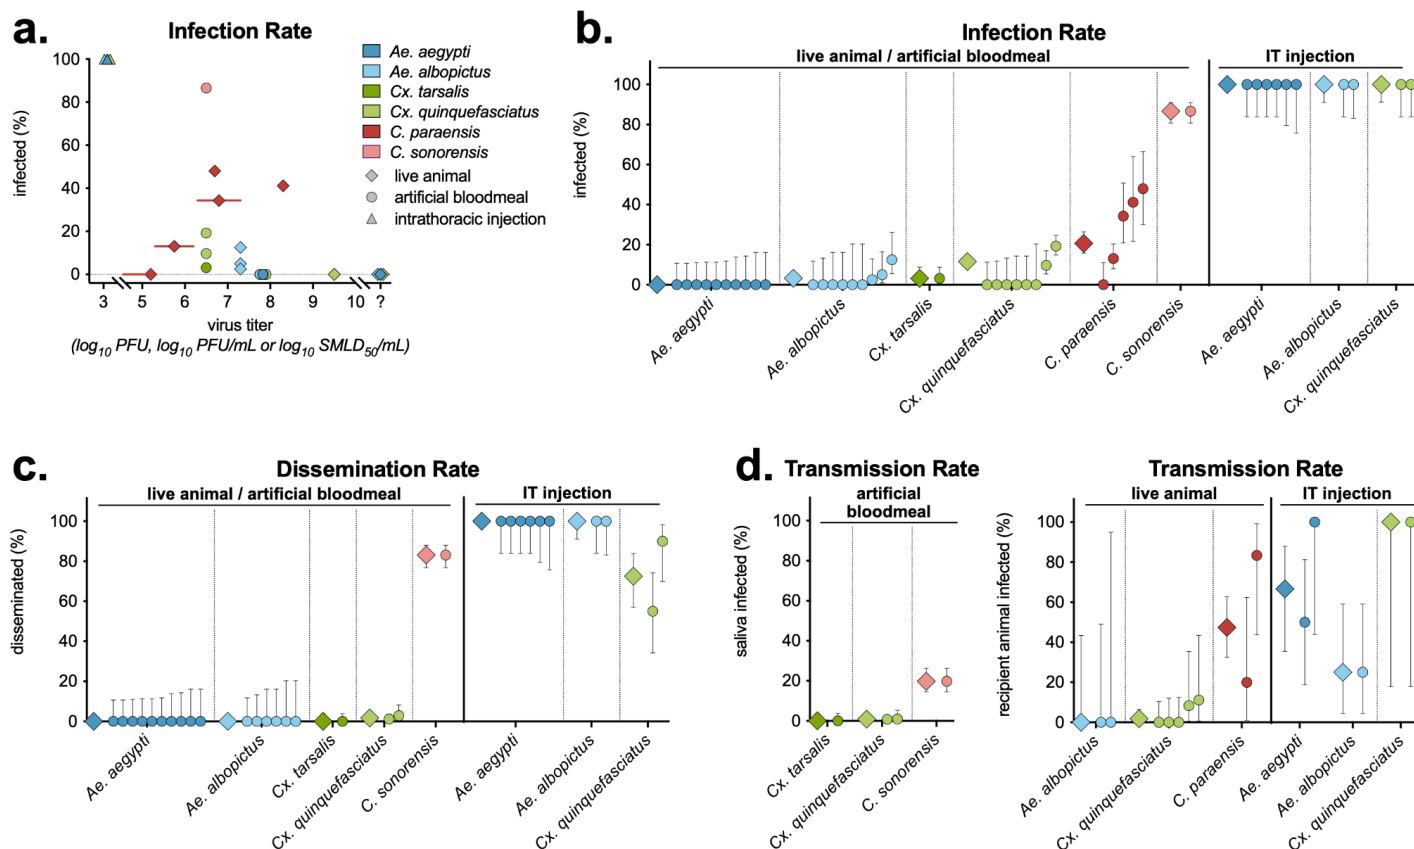 a.
Infection Rate
infected (%)
100
80
60
40
20
0
3
5
6
7
8
9
10
?
virus titer
(log10 PFU, log10 PFU/mL or log10 SMLD50/mL)
Ae. aegypti
Ae. albopictus
Cx. tarsalis
Cx. quinquefasciatus
C. paraensis
C. sonorensis
live animal
artificial bloodmeal
intrathoracic injection
b.
Infection Rate
live animal / artificial bloodmeal
IT injection
infected (%)
100
80
60
40
20
0
Ae. aegypti
Ae. albopictus
Cx. tarsalis
Cx. quinquefasciatus
C. paraensis
C. sonorensis
Ae. aegypti
Ae. albopictus
Cx. quinquefasciatus
c.
Dissemination Rate
live animal / artificial bloodmeal
IT injection
disseminated (%)
100
80
60
40
20
0
Ae. aegypti
Ae. albopictus
Cx. tarsalis
Cx. quinquefasciatus
C. sonorensis
Ae. aegypti
Ae. albopictus
Cx. quinquefasciatus
d.
Transmission Rate
artificial
bloodmeal
saliva infected (%)
100
80
60
40
20
0
Cx. tarsalis
Cx. quinquefasciatus
C. sonorensis
Transmission Rate
live animal
IT injection
recipient animal infected (%)
100
80
60
40
20
0
Ae. albopictus
Cx. quinquefasciatus
C. paraensis
Ae. aegypti
Ae. albopictus
Cx. quinquefasciatus